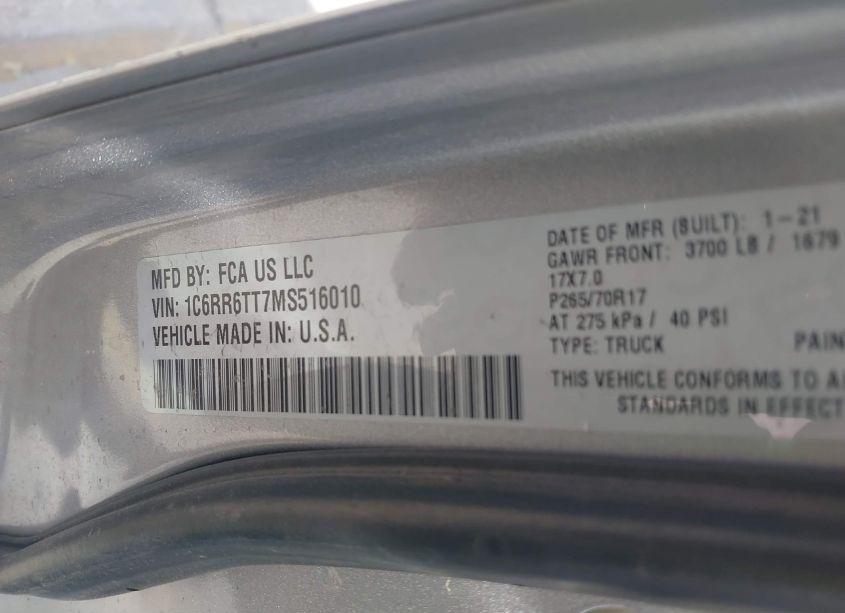 MFD BY: FCA US LLC
VIN: 1C6RR6TT7MS516010
VEHICLE MADE IN: U.S.A.
DATE OF MFR (BUILT): 1-21
GAWR FRONT: 3700 LB / 1679
17X7.0
P265/70R17
AT 275 kPa / 40 PSI
TYPE: TRUCK PAIN
THIS VEHICLE CONFORMS TO A
STANDARDS IN EFFECT